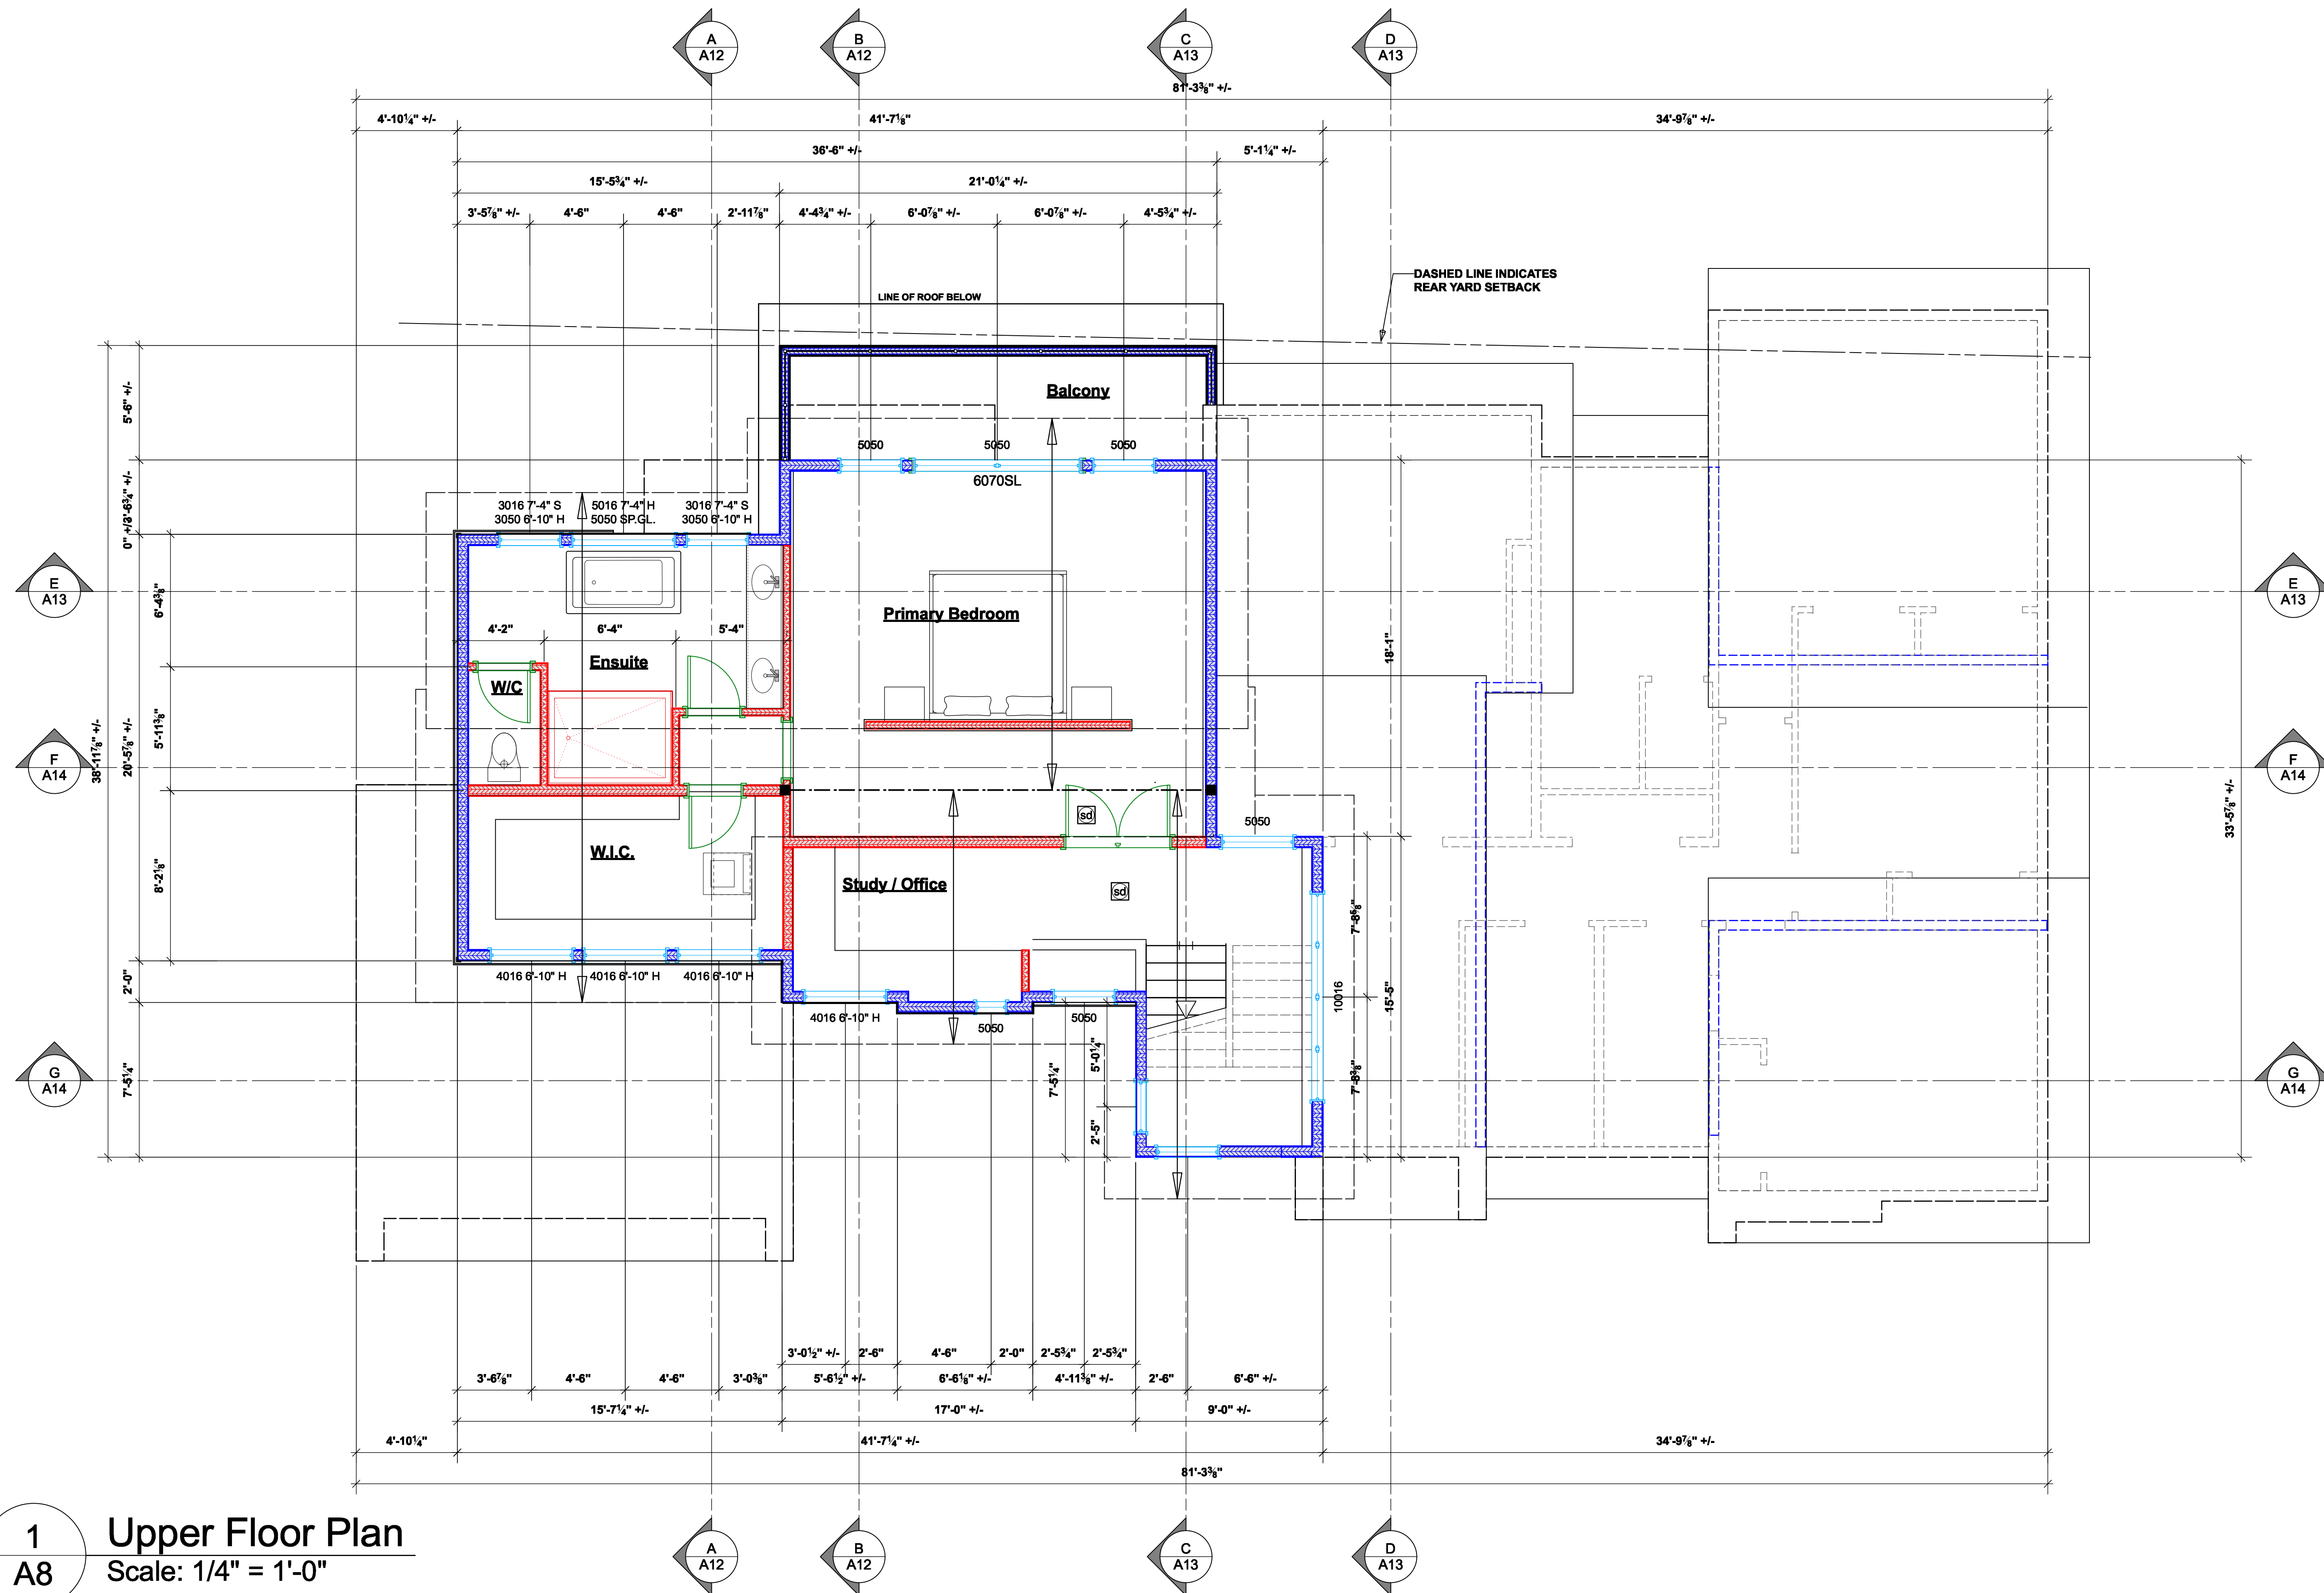 A
A12
B
A12
C
A13
D
A13
81'-3⅜" +/-
4'-10¼" +/-
41'-7⅛"
34'-9⅞" +/-
36'-6" +/-
5'-1¼" +/-
15'-5¾" +/-
21'-0¼" +/-
3'-5⅞" +/-
4'-6"
4'-6"
2'-11⅞"
4'-4¾" +/-
6'-0⅞" +/-
6'-0⅞" +/-
4'-5¾" +/-
DASHED LINE INDICATES
REAR YARD SETBACK
LINE OF ROOF BELOW
5'-6" +/-
Balcony
5050
5050
5050
6070SL
0" +/-
3'-6¾" +/-
3016 7'-4" S
3050 6'-10" H
5016 7'-4" H
5050 SP.GL.
3016 7'-4" S
3050 6'-10" H
E
A13
E
A13
6'-4⅜"
Primary Bedroom
4'-2"
6'-4"
5'-4"
Ensuite
W/C
18'-1"
38'-11⅞" +/-
20'-5⅞" +/-
5'-11⅜"
F
A14
F
A14
33'-5⅞" +/-
sd
5050
W.I.C.
8'-2⅛"
Study / Office
sd
7'-8⅝"
4016 6'-10" H
4016 6'-10" H
4016 6'-10" H
2'-0"
4016 6'-10" H
5050
5050
10016
15'-5"
5'-0¼"
7'-5¼"
7'-8⅜"
G
A14
7'-5¼"
G
A14
2'-5"
3'-0½" +/-
2'-6"
4'-6"
2'-0"
2'-5¾"
2'-5¾"
3'-6⅞"
4'-6"
4'-6"
3'-0⅜"
5'-6½" +/-
6'-6⅛" +/-
4'-11⅜" +/-
2'-6"
6'-6" +/-
15'-7¼" +/-
17'-0" +/-
9'-0" +/-
4'-10¼"
41'-7¼" +/-
34'-9⅞" +/-
81'-3⅜"
1
A8
Upper Floor Plan
Scale: 1/4" = 1'-0"
A
A12
B
A12
C
A13
D
A13